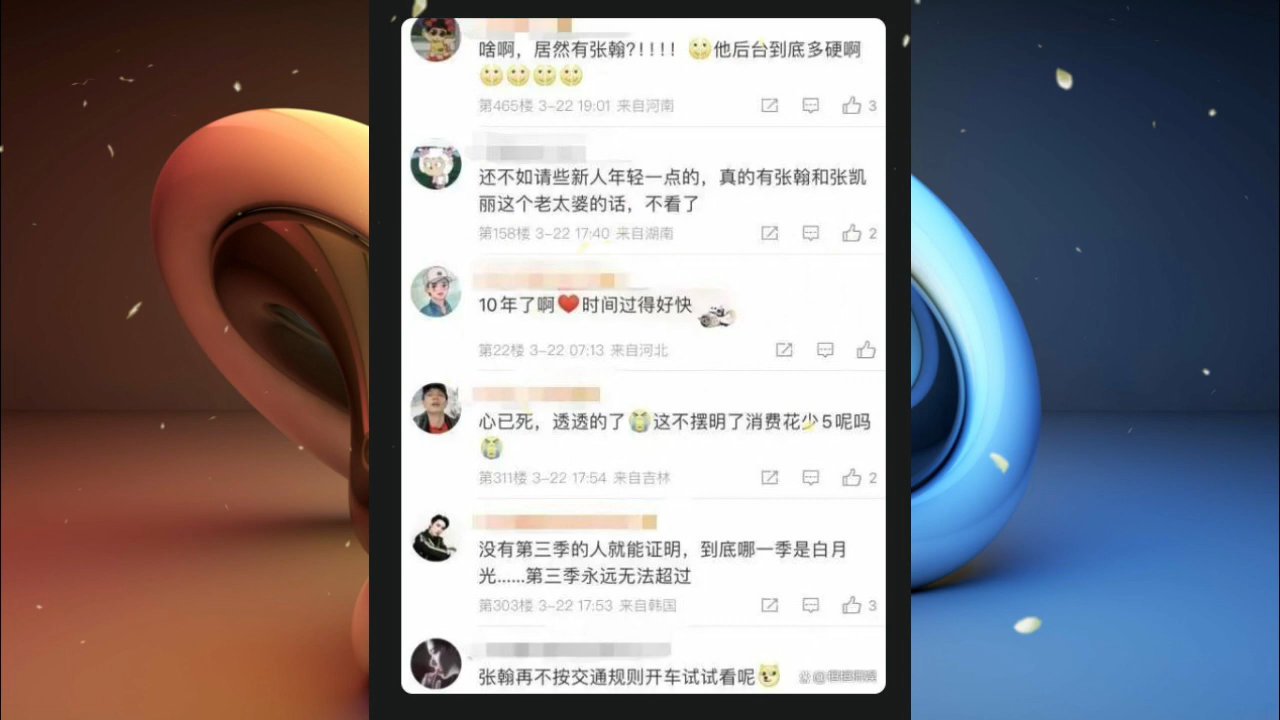 啥啊，居然有张翰?!!!! 他后台到底多硬啊
第465楼 3-22 19:01 来自河南
3
还不如请些新人年轻一点的，真的有张翰和张凯
丽这个老太婆的话，不看了
第158楼 3-22 17:40 来自湖南
2
10年了啊❤时间过得好快
第22楼 3-22 07:13 来自河北
心已死，透透的了😭这不摆明了消费花少5呢吗
😭
第311楼 3-22 17:54 来自吉林
2
没有第三季的人就能证明，到底哪一季是白月
光……第三季永远无法超过
第303楼 3-22 17:53 来自韩国
3
张翰再不按交通规则开车试试看呢